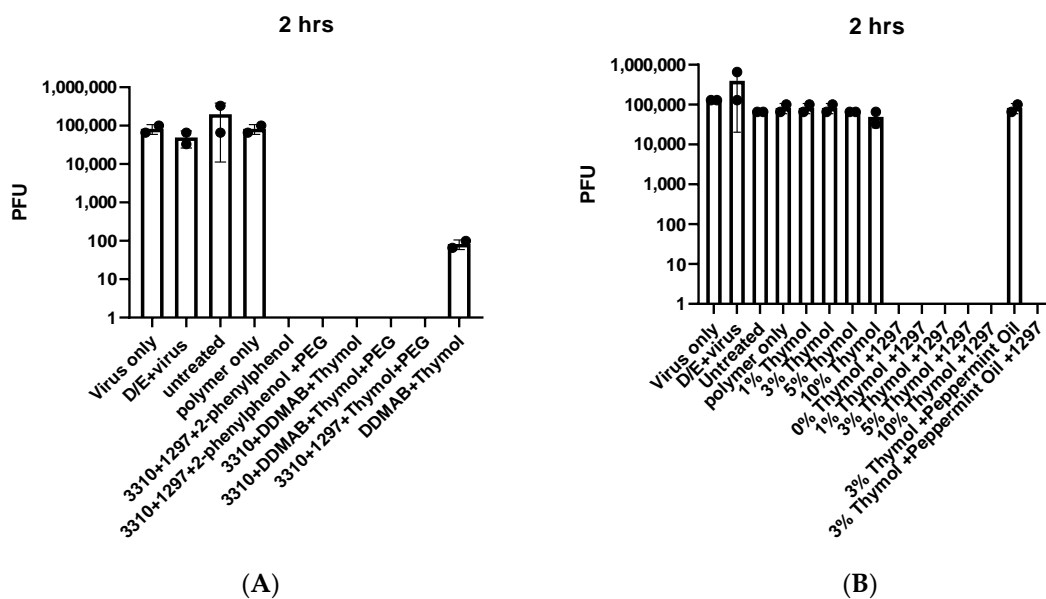 2 hrs
1,000,000
100,000
10,000
1,000
100
10
1
PFU
Virus only
D/E+virus
untreated
polymer only
3310+1297+2-phenylphenol
3310+1297+2-phenylphenol +PEG
3310+DDMAB+Thymol
3310+DDMAB+Thymol+PEG
3310+1297+Thymol+PEG
DDMAB+Thymol
(A)
2 hrs
1,000000
100,000
10,000
1,000
100
10
1
PFU
Virus only
D/E+virus
Untreated
polymer only
1% Thymol
3% Thymol
5% Thymol
10% Thymol
0% Thymol +1297
1% Thymol +1297
3% Thymol +1297
5% Thymol +1297
10% Thymol +1297
3% Thymol +Peppermint Oil
3% Thymol +Peppermint Oil +1297
(B)